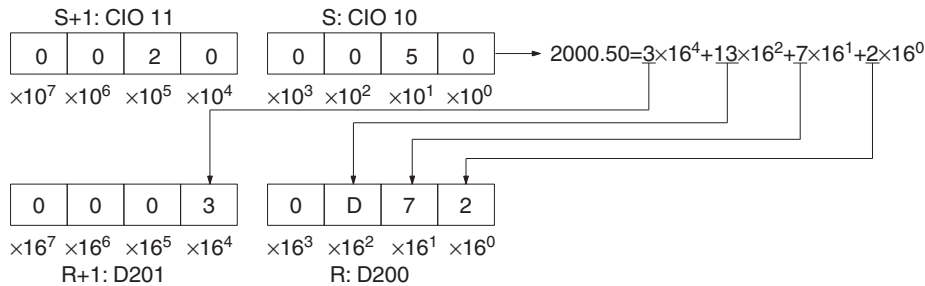 S+1: CIO 11 S: CIO 10
0 0 2 0 0 0 5 0 2000.50=3×16⁴+13×16²+7×16¹+2×16⁰
×10⁷ ×10⁶ ×10⁵ ×10⁴ ×10³ ×10² ×10¹ ×10⁰
0 0 0 3 0 D 7 2
×16⁷ ×16⁶ ×16⁵ ×16⁴ ×16³ ×16² ×16¹ ×16⁰
R+1: D201 R: D200